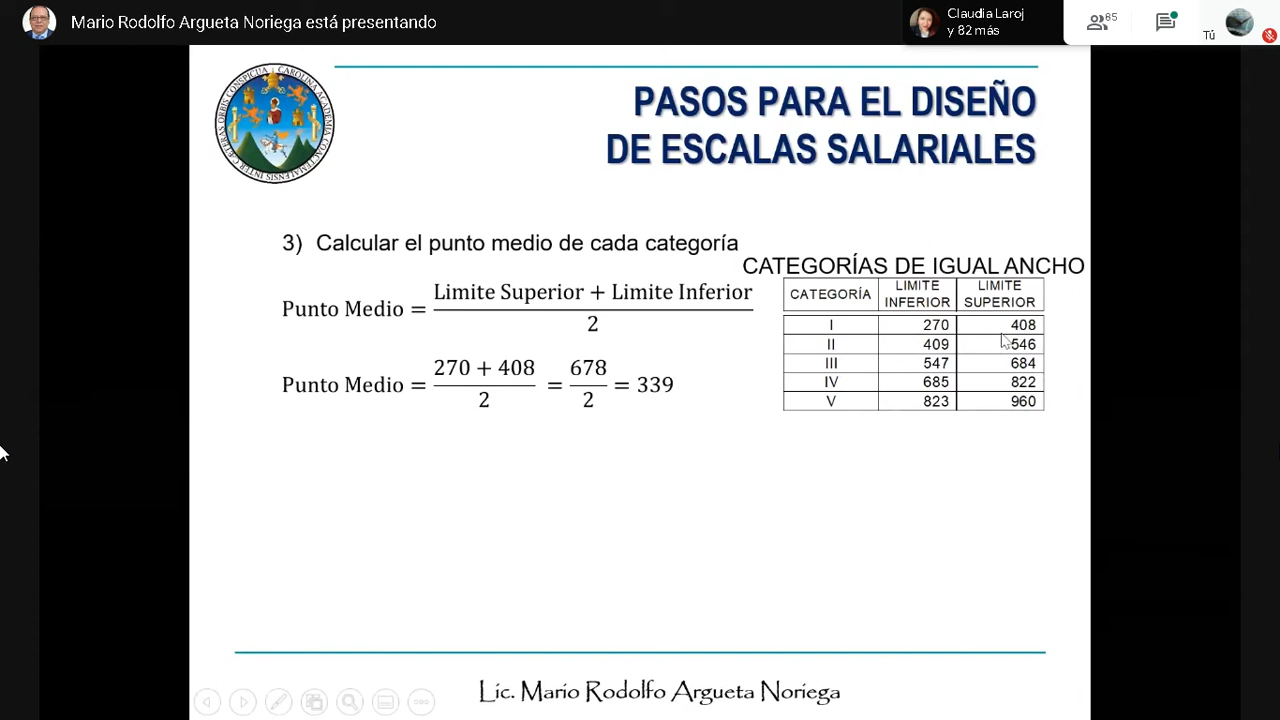 Mario Rodolfo Argueta Noriega está presentando
Claudia Laroj
y 82 más
85
Tú
PASOS PARA EL DISEÑO
DE ESCALAS SALARIALES
3) Calcular el punto medio de cada categoría
Punto Medio = (Limite Superior + Limite Inferior) / 2
Punto Medio = (270 + 408) / 2 = 678 / 2 = 339
CATEGORÍAS DE IGUAL ANCHO
CATEGORÍA LIMITE INFERIOR LIMITE SUPERIOR
I 270 408
II 409 546
III 547 684
IV 685 822
V 823 960
Lic. Mario Rodolfo Argueta Noriega